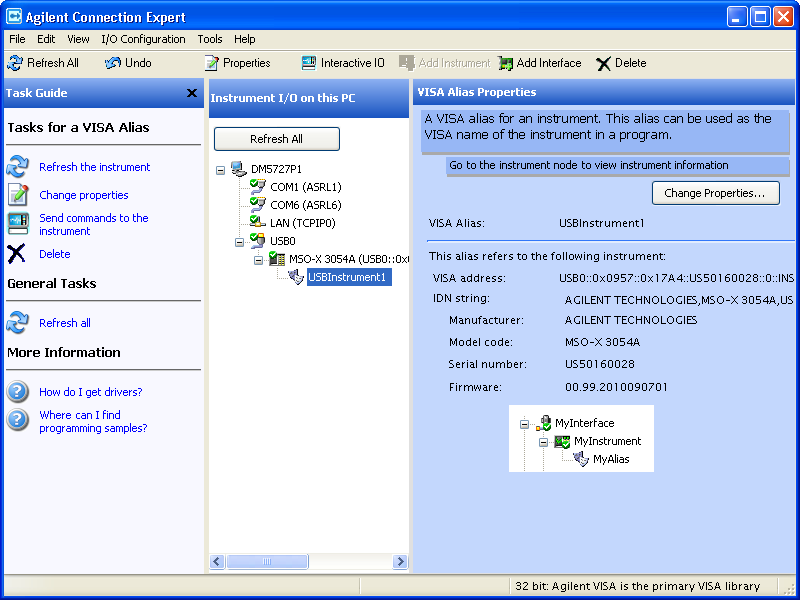 Agilent Connection Expert
File Edit View I/O Configuration Tools Help
Refresh All Undo Properties Interactive IO Add Instrument Add Interface Delete
Task Guide
Tasks for a VISA Alias
Refresh the instrument
Change properties
Send commands to the
instrument
Delete
General Tasks
Refresh all
More Information
How do I get drivers?
Where can I find
programming samples?
Instrument I/O on this PC
Refresh All
DM5727P1
COM1 (ASRL1)
COM6 (ASRL6)
LAN (TCPIP0)
USB0
MSO-X 3054A (USB0::0x
USBInstrument1
VISA Alias Properties
A VISA alias for an instrument. This alias can be used as the
VISA name of the instrument in a program.
Go to the instrument node to view instrument information
Change Properties...
VISA Alias: USBInstrument1
This alias refers to the following instrument:
VISA address: USB0::0x0957::0x17A4::US50160028::0::INS
IDN string: AGILENT TECHNOLOGIES,MSO-X 3054A,US
Manufacturer: AGILENT TECHNOLOGIES
Model code: MSO-X 3054A
Serial number: US50160028
Firmware: 00.99.2010090701
MyInterface
MyInstrument
MyAlias
32 bit: Agilent VISA is the primary VISA library